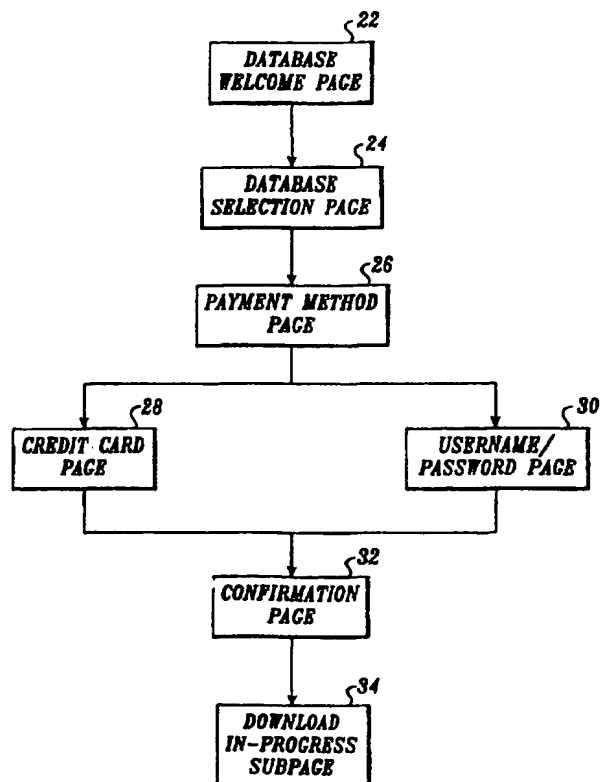 22
DATABASE
WELCOME PAGE
24
DATABASE
SELECTION PAGE
26
PAYMENT METHOD
PAGE
28
CREDIT CARD
PAGE
30
USERNAME/
PASSWORD PAGE
32
CONFIRMATION
PAGE
34
DOWNLOAD
IN-PROGRESS
SUBPAGE